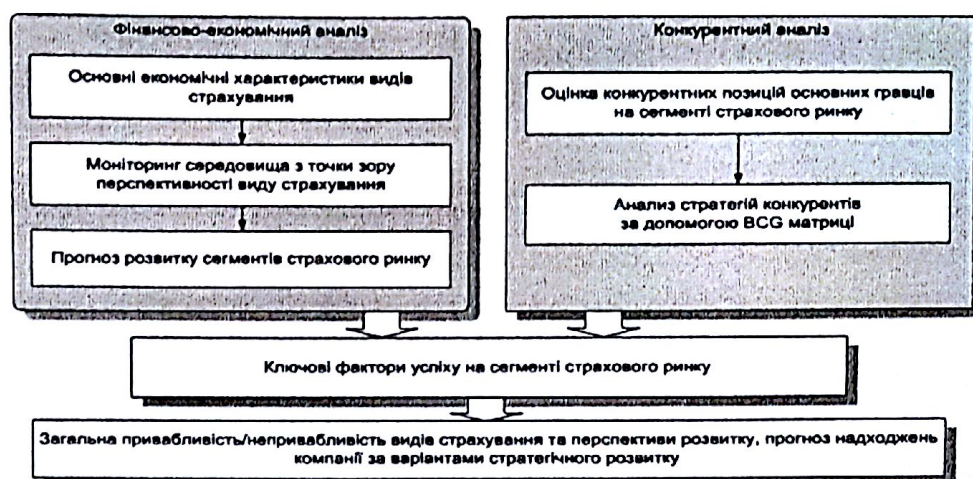 Фінансово-економічний аналіз
Основні економічні характеристики видів
страхування
Моніторинг середовища з точки зору
перспективності виду страхування
Прогноз розвитку сегментів страхового ринку
Конкурентний аналіз
Оцінка конкурентних позицій основних гравців
на сегменті страхового ринку
Анализ стратегій конкурентів
за допомогою BCG матриці
Ключові фактори успіху на сегменті страхового ринку
Загальна привабливість/непривабливість видів страхування та перспективи розвитку, прогноз надходжень
компанії за варіантами стратегічного розвитку